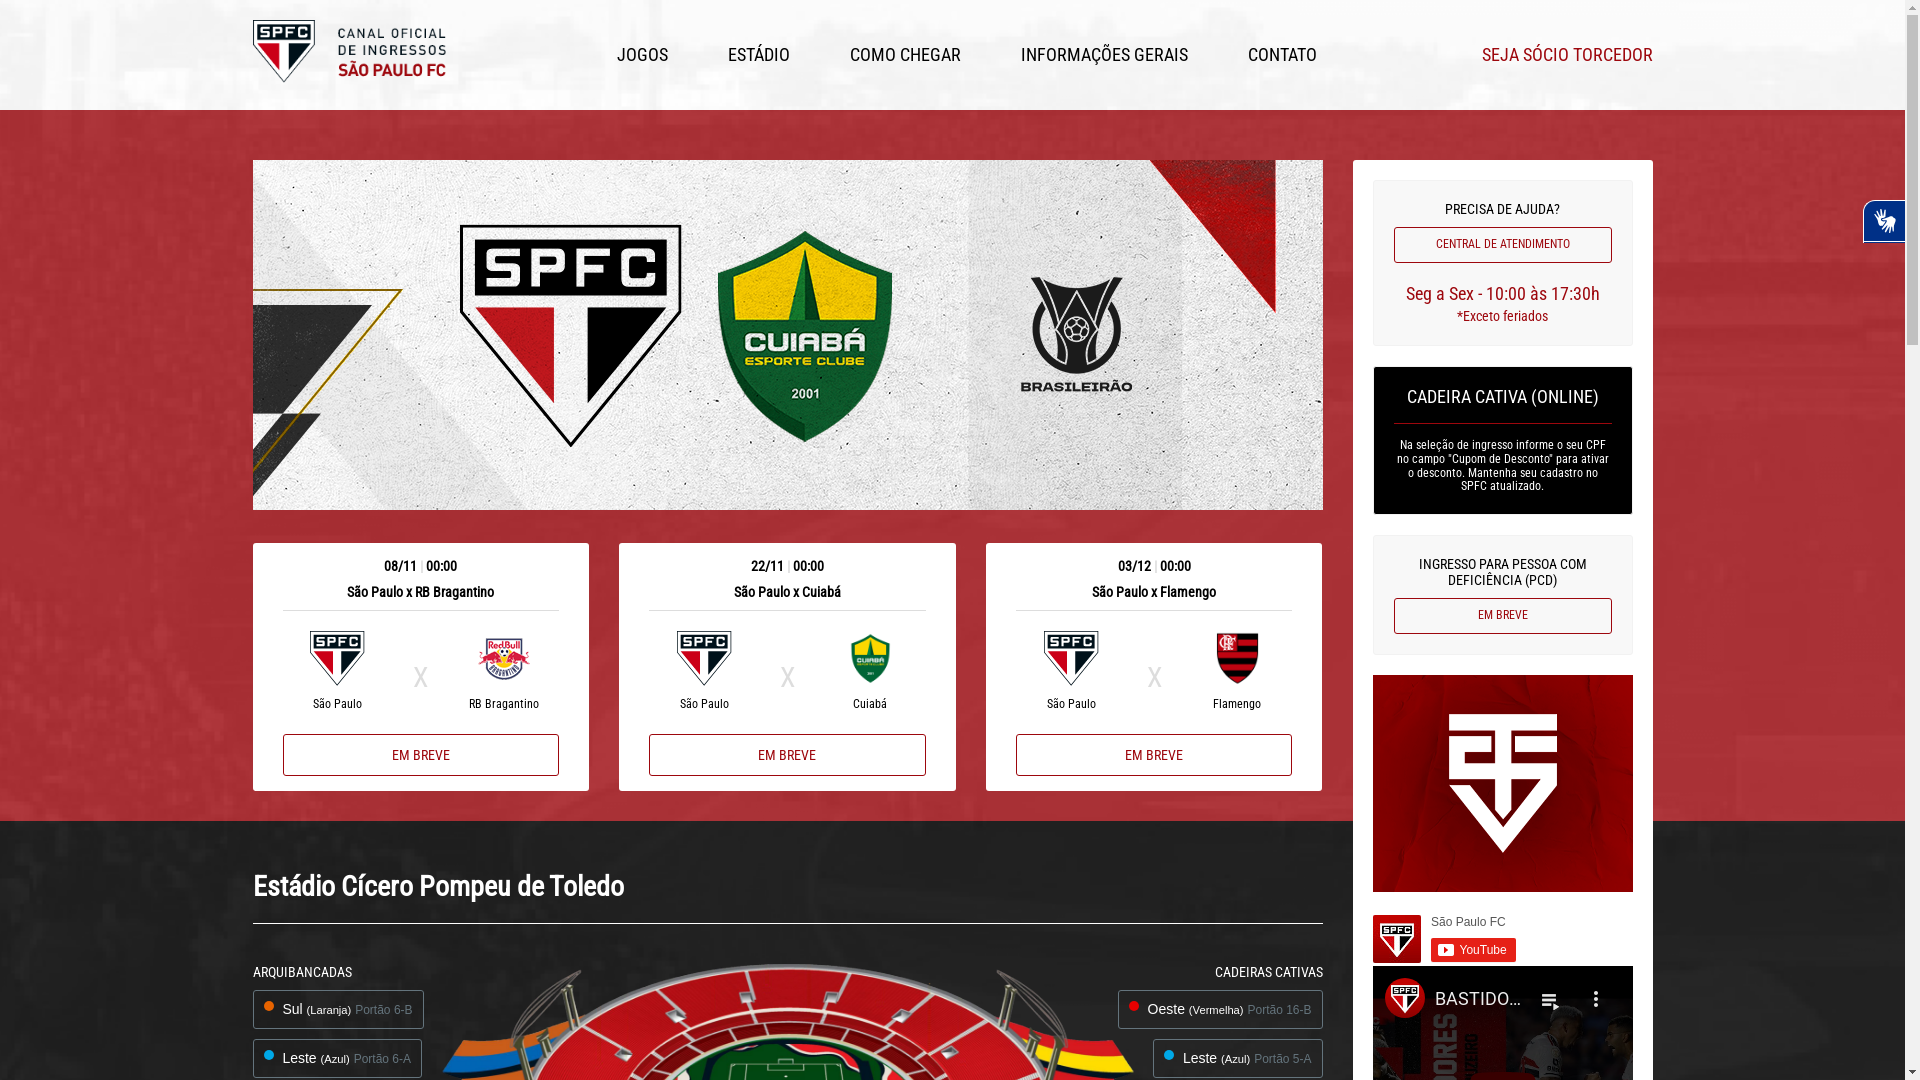 SPFC
CANAL OFICIAL
DE INGRESSOS
SÃO PAULO FC
JOGOS
ESTÁDIO
COMO CHEGAR
INFORMAÇÕES GERAIS
CONTATO
SEJA SÓCIO TORCEDOR
SPFC
CUIABÁ
ESPORTE CLUBE
2001
BRASILEIRÃO
08/11 | 00:00
São Paulo x RB Bragantino
SPFC
São Paulo
X
RedBull
BRAGANTINO
RB Bragantino
EM BREVE
22/11 | 00:00
São Paulo x Cuiabá
SPFC
São Paulo
X
CUIABÁ
Cuiabá
EM BREVE
03/12 | 00:00
São Paulo x Flamengo
SPFC
São Paulo
X
Flamengo
EM BREVE
PRECISA DE AJUDA?
CENTRAL DE ATENDIMENTO
Seg a Sex - 10:00 às 17:30h
*Exceto feriados
CADEIRA CATIVA (ONLINE)
Na seleção de ingresso informe o seu CPF
no campo "Cupom de Desconto" para ativar
o desconto. Mantenha seu cadastro no
SPFC atualizado.
INGRESSO PARA PESSOA COM
DEFICIÊNCIA (PCD)
EM BREVE
SPFC
São Paulo FC
YouTube
SPFC
BASTIDO...
Estádio Cícero Pompeu de Toledo
ARQUIBANCADAS
Sul (Laranja) Portão 6-B
Leste (Azul) Portão 6-A
CADEIRAS CATIVAS
Oeste (Vermelha) Portão 16-B
Leste (Azul) Portão 5-A